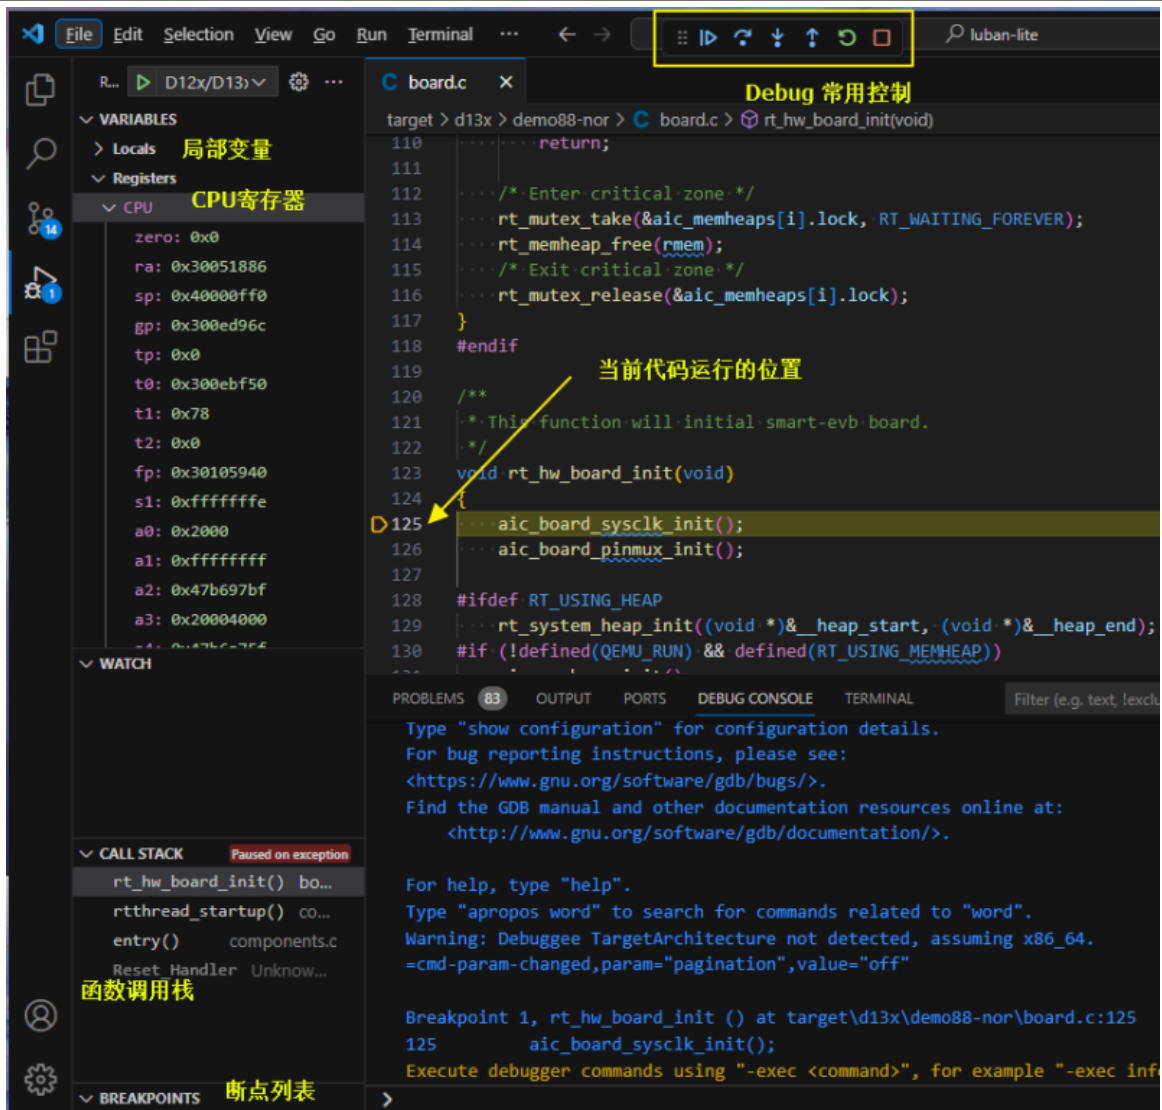 File Edit Selection View Go Run Terminal ··· luban-lite
Debug 常用控制
R... D12x/D13x ···
VARIABLES
Locals 局部变量
Registers
CPU CPU寄存器
zero: 0x0
ra: 0x30051886
sp: 0x40000ff0
gp: 0x300ed96c
tp: 0x0
t0: 0x300ebf50
t1: 0x78
t2: 0x0
fp: 0x30105940
s1: 0xfffffffe
a0: 0x2000
a1: 0xffffffff
a2: 0x47b697bf
a3: 0x20004000
WATCH
CALL STACK Paused on exception
rt_hw_board_init() bo...
rtthread_startup() co...
entry() components.c
Reset_Handler Unknow...
函数调用栈
BREAKPOINTS 断点列表
14
1
C board.c
target > d13x > demo88-nor > C board.c > rt_hw_board_init(void)
110 return;
111
112 /* Enter critical zone */
113 rt_mutex_take(&aic_memheaps[i].lock, RT_WAITING_FOREVER);
114 rt_memheap_free(rmem);
115 /* Exit critical zone */
116 rt_mutex_release(&aic_memheaps[i].lock);
117 }
118 #endif
119
当前代码运行的位置
120 /**
121 * This function will initial smart-evb board.
122 */
123 void rt_hw_board_init(void)
124 {
125 aic_board_sysclk_init();
126 aic_board_pinmux_init();
127
128 #ifdef RT_USING_HEAP
129 rt_system_heap_init((void *)&__heap_start, (void *)&__heap_end);
130 #if (!defined(QEMU_RUN) && defined(RT_USING_MEMHEAP))
PROBLEMS 83 OUTPUT PORTS DEBUG CONSOLE TERMINAL Filter (e.g. text, !exclu
Type "show configuration" for configuration details.
For bug reporting instructions, please see:
<https://www.gnu.org/software/gdb/bugs/>.
Find the GDB manual and other documentation resources online at:
<http://www.gnu.org/software/gdb/documentation/>.
For help, type "help".
Type "apropos word" to search for commands related to "word".
Warning: Debuggee TargetArchitecture not detected, assuming x86_64.
=cmd-param-changed,param="pagination",value="off"
Breakpoint 1, rt_hw_board_init () at target\d13x\demo88-nor\board.c:125
125 aic_board_sysclk_init();
Execute debugger commands using "-exec <command>", for example "-exec info